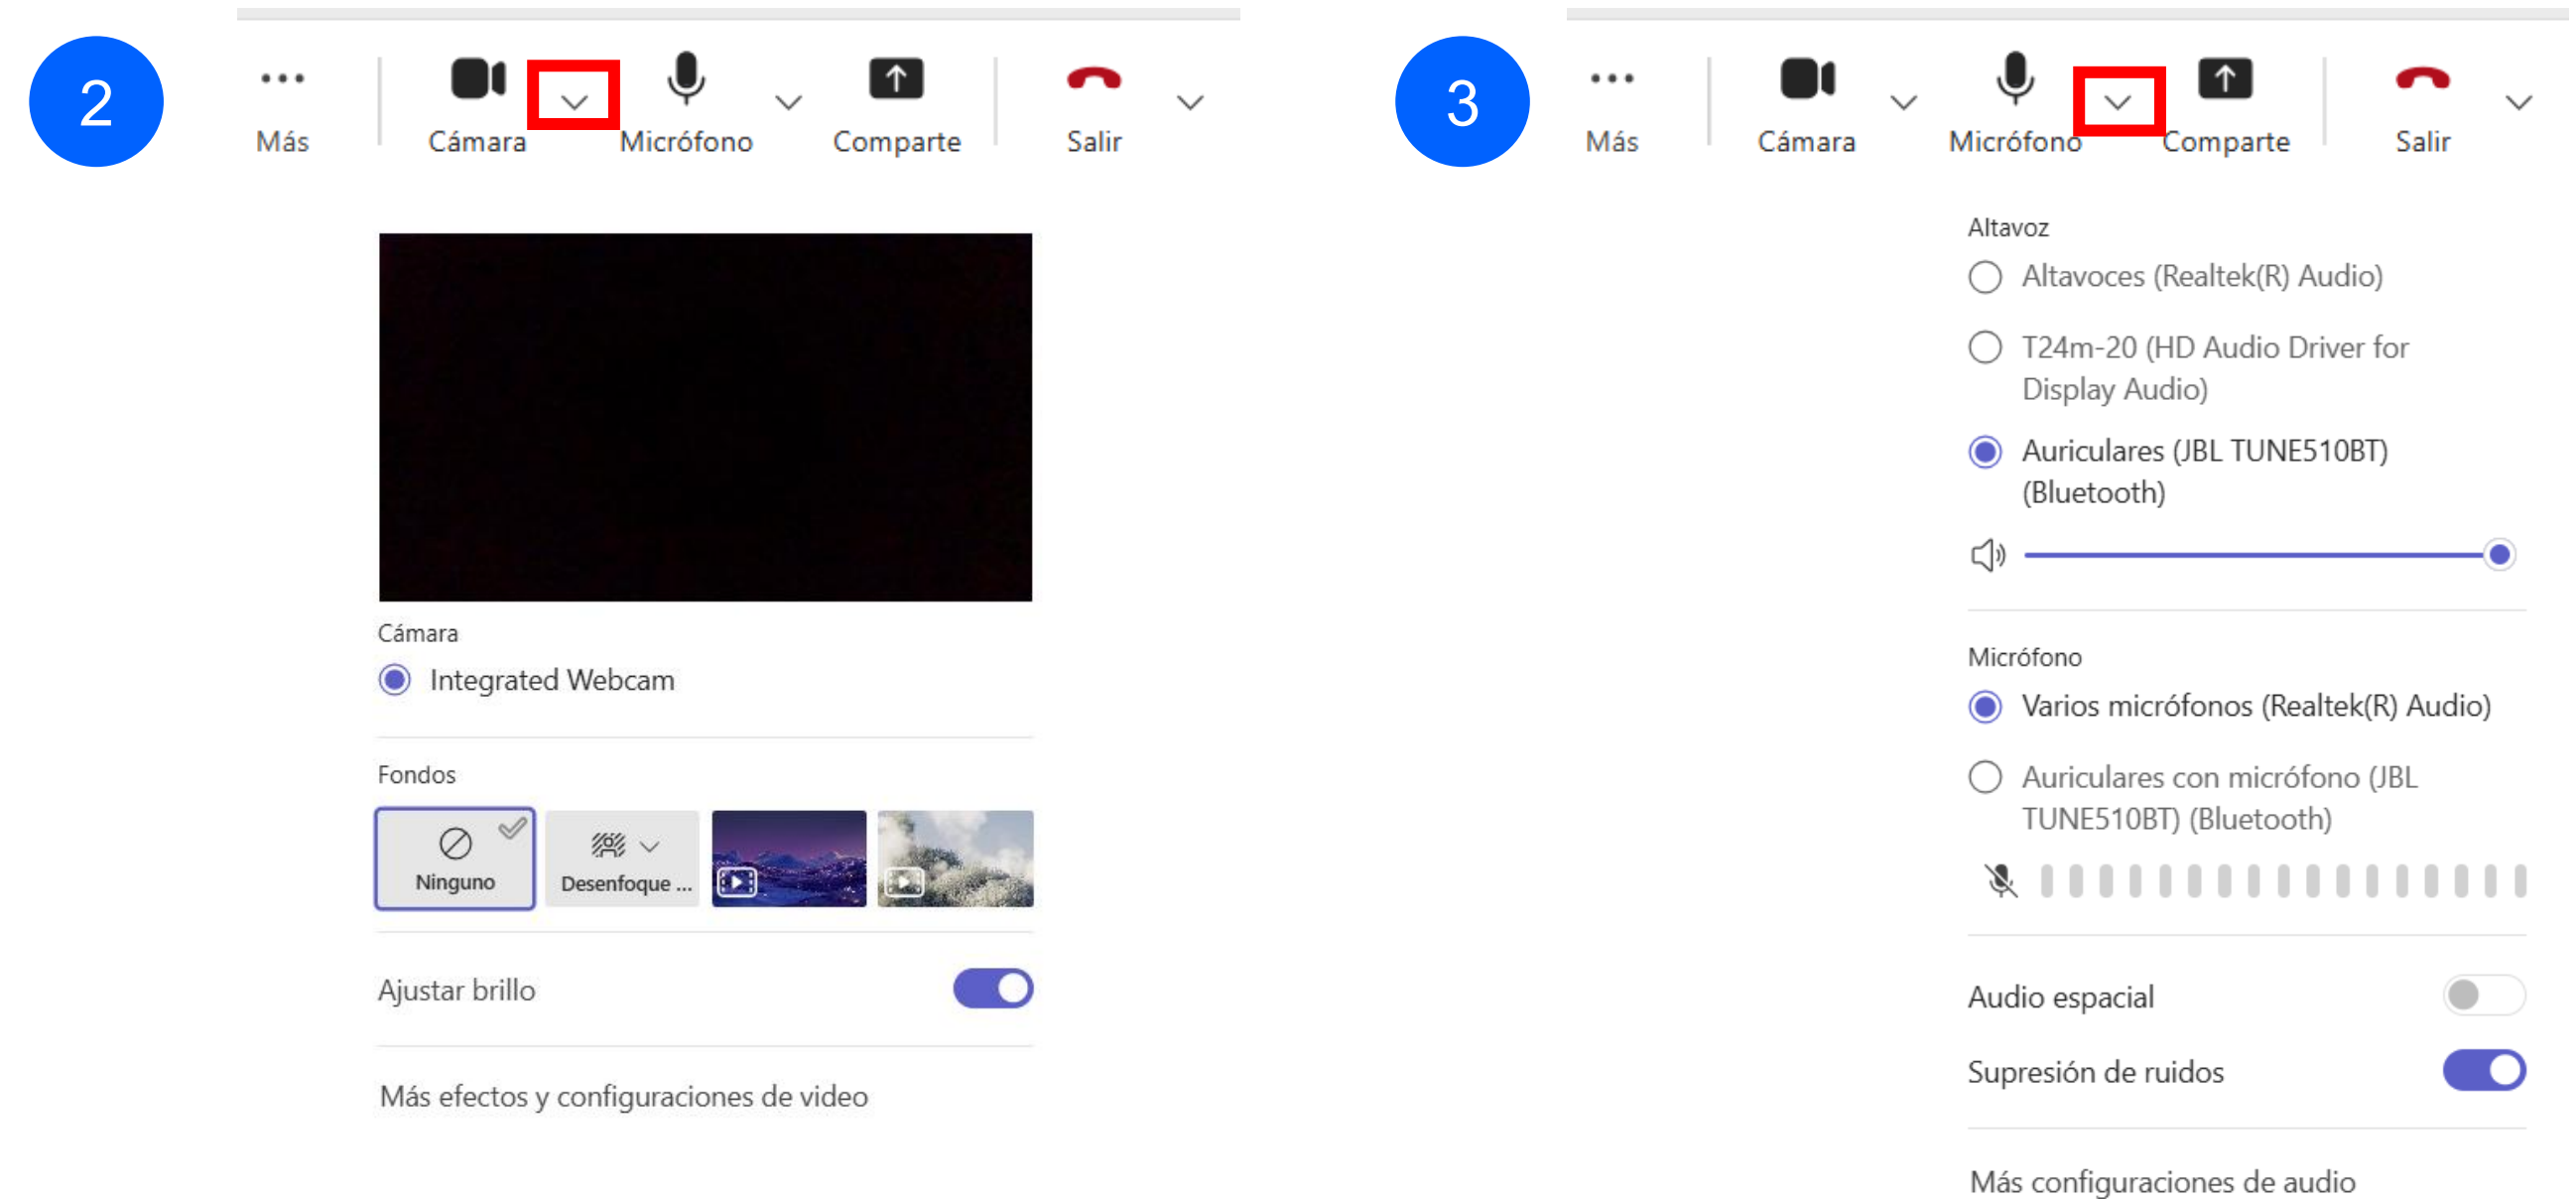 2
Más
Cámara
Micrófono
Comparte
Salir
Cámara
Integrated Webcam
Fondos
Ninguno
Desenfoque ...
Ajustar brillo
Más efectos y configuraciones de video
3
Más
Cámara
Micrófono
Comparte
Salir
Altavoz
Altavoces (Realtek(R) Audio)
T24m-20 (HD Audio Driver for
Display Audio)
Auriculares (JBL TUNE510BT)
(Bluetooth)
Micrófono
Varios micrófonos (Realtek(R) Audio)
Auriculares con micrófono (JBL
TUNE510BT) (Bluetooth)
Audio espacial
Supresión de ruidos
Más configuraciones de audio